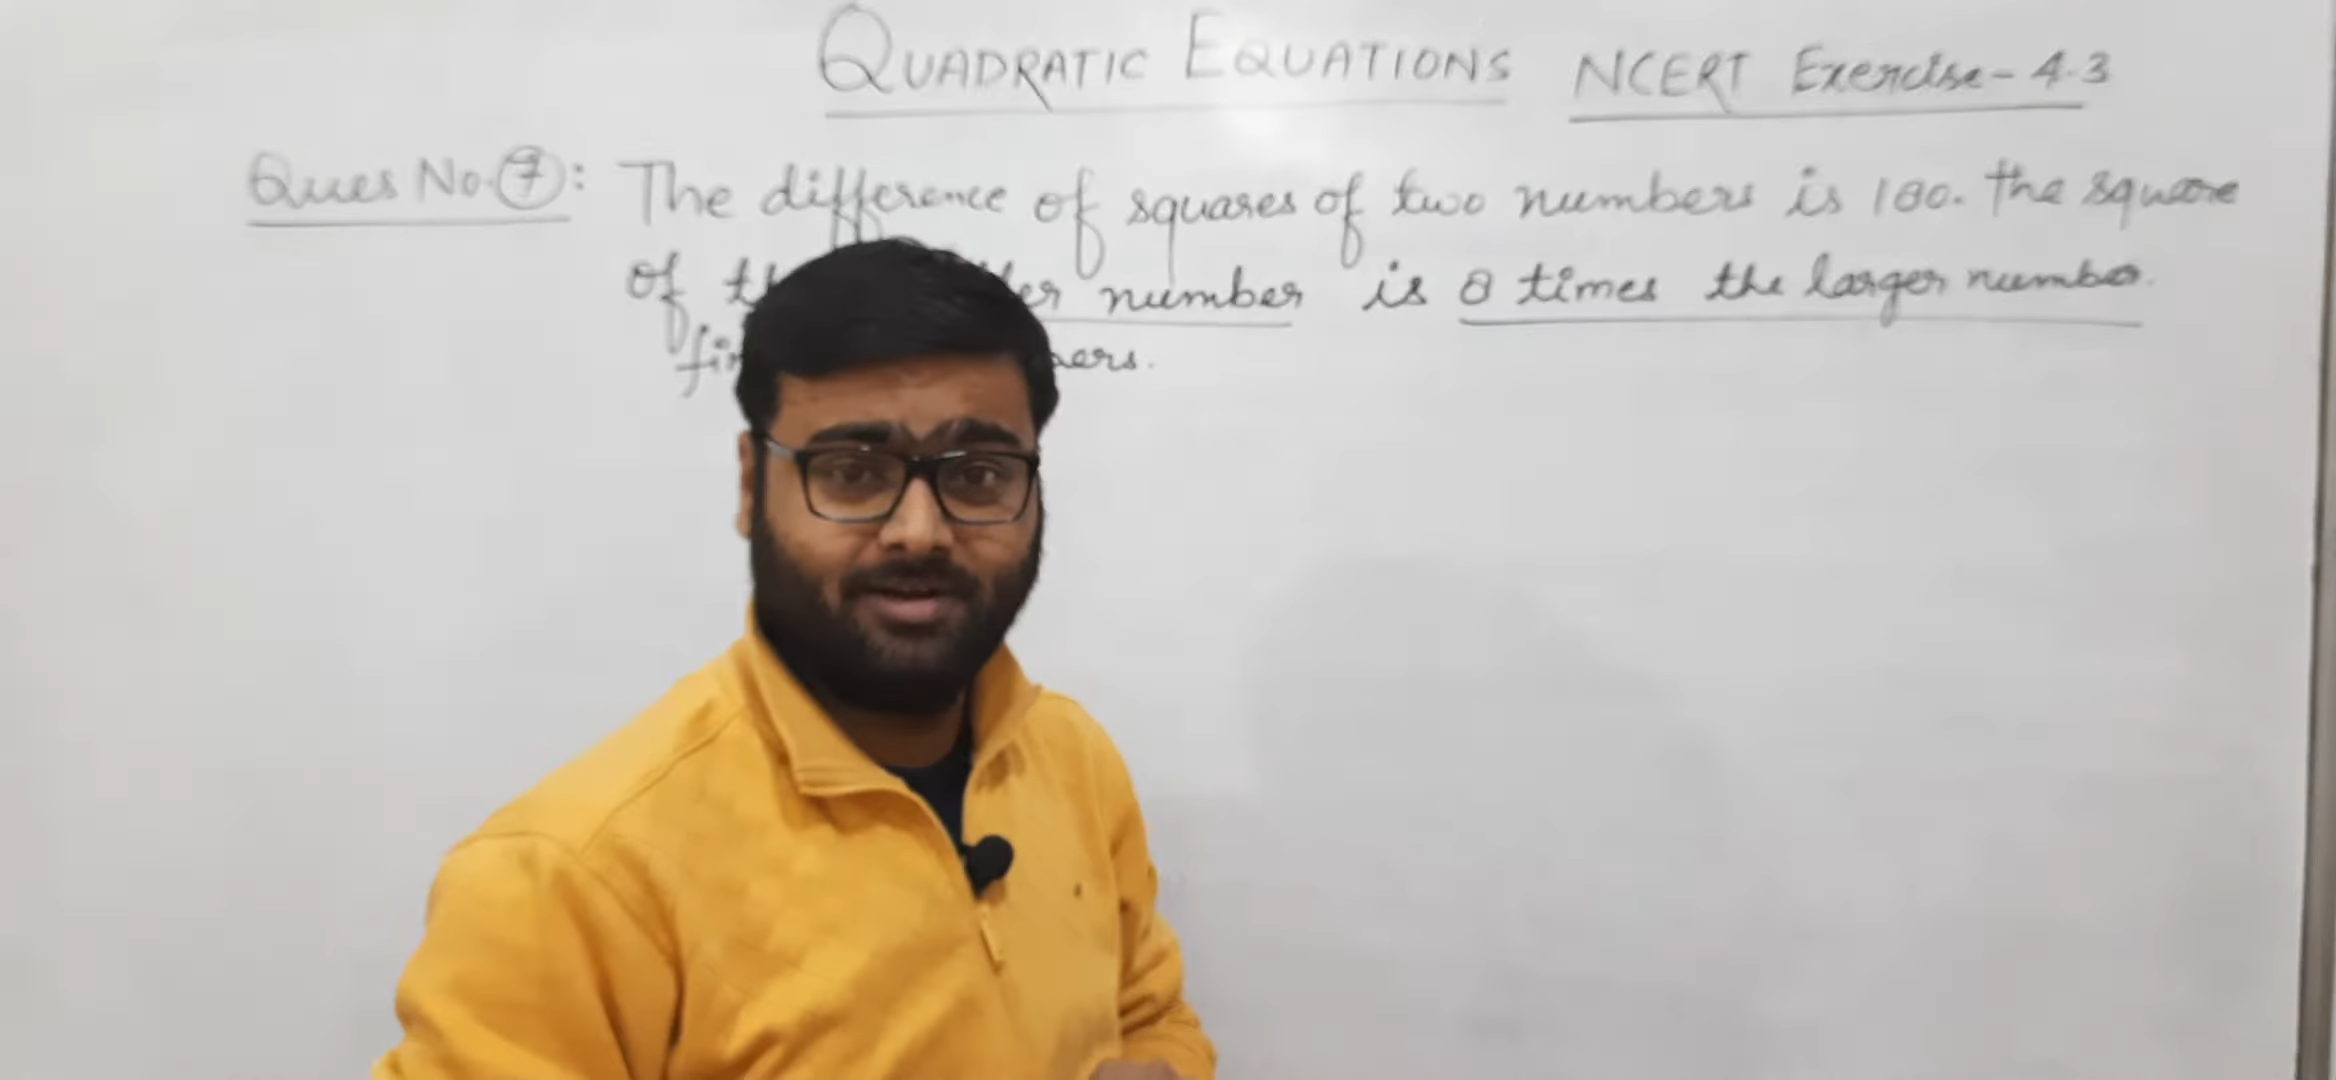 QUADRATIC EQUATIONS NCERT Exercise-4.3
Ques No. 7: The difference of squares of two numbers is 180. the square
of number is 8 times the larger number.